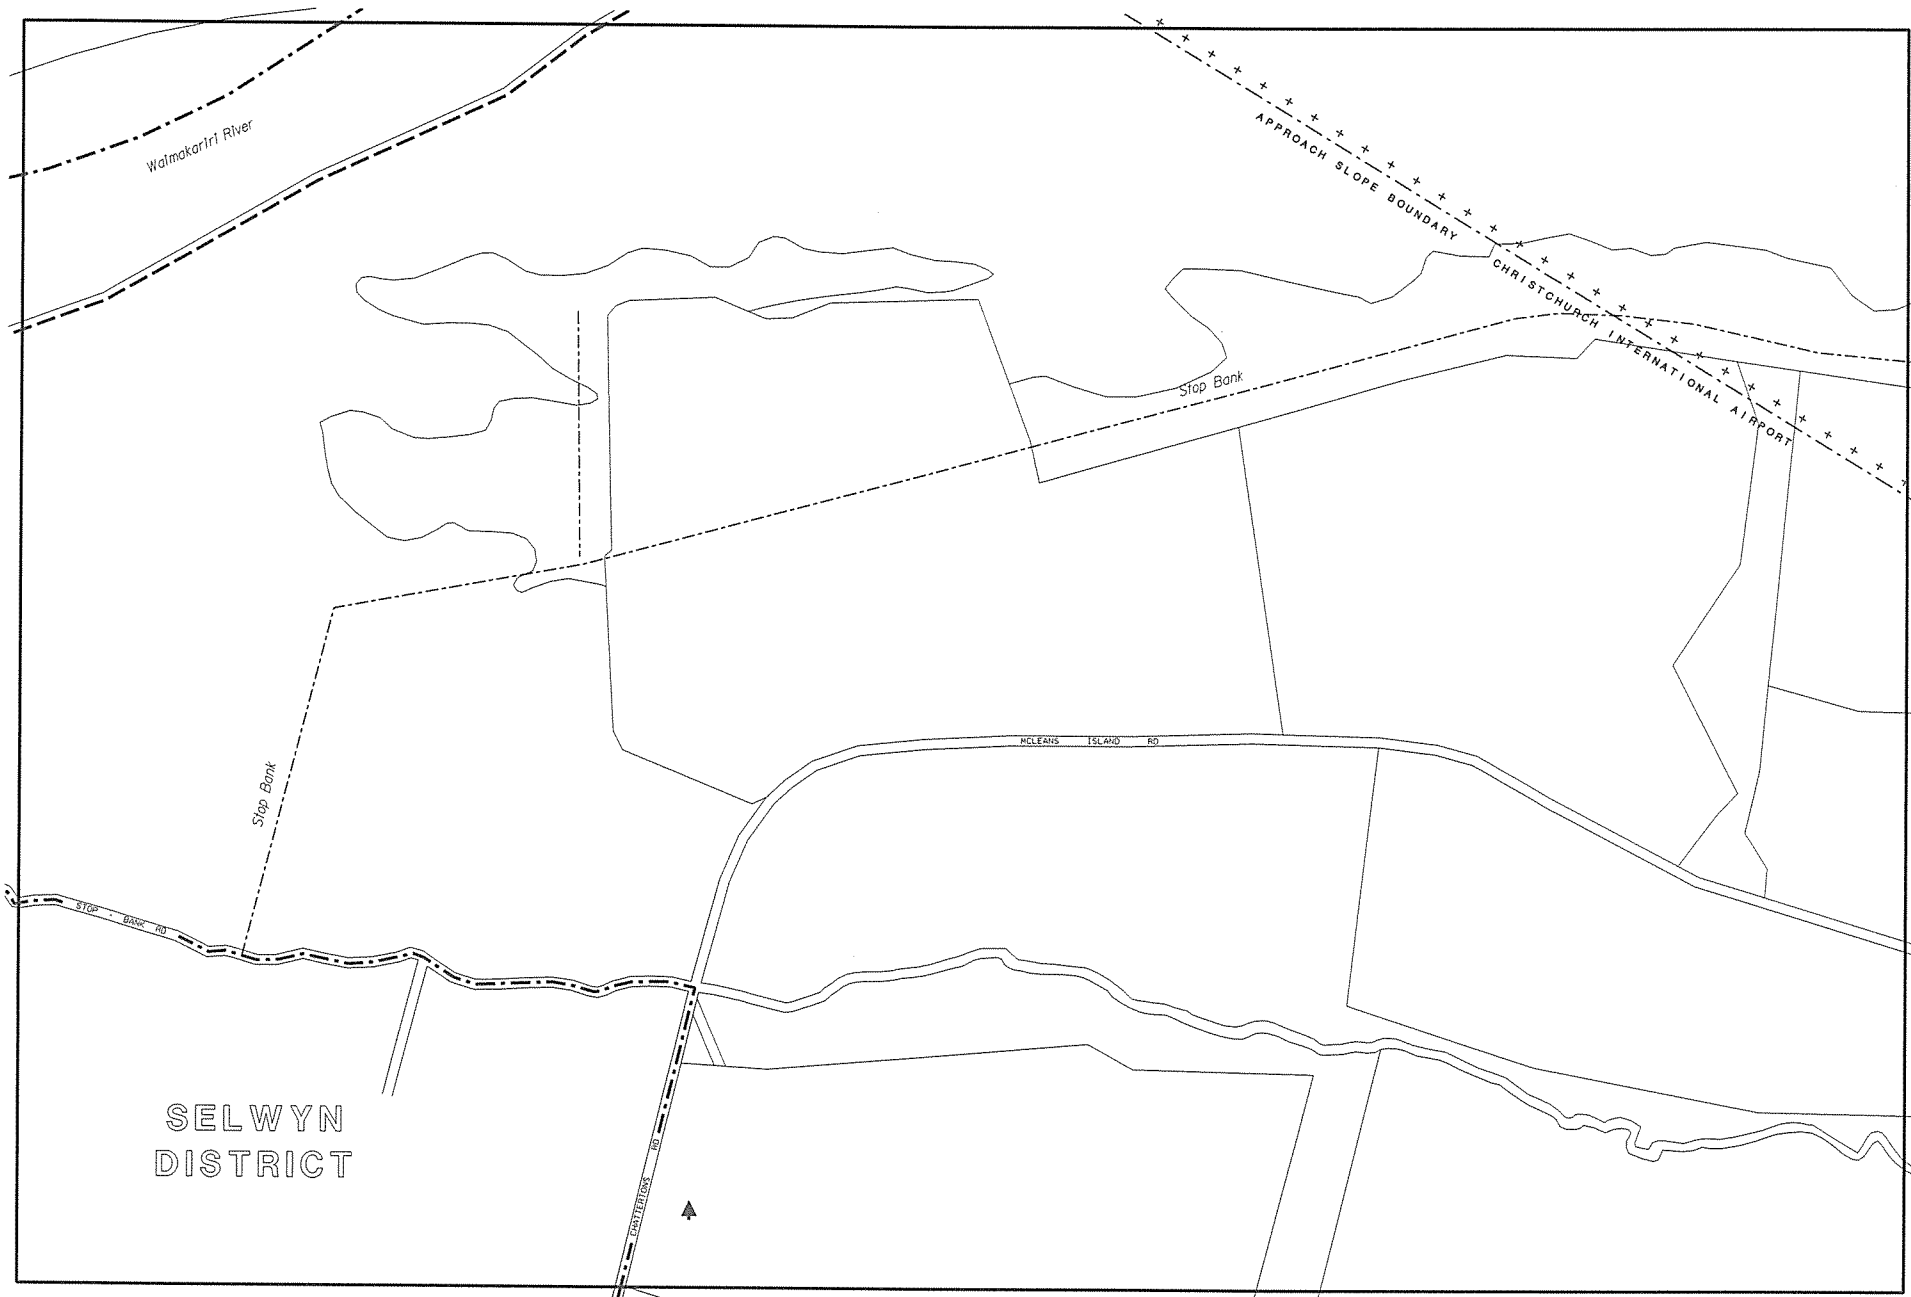 Waimakariri River
APPROACH SLOPE BOUNDARY CHRISTCHURCH INTERNATIONAL AIRPORT
Stop Bank
MCLEANS ISLAND RD
Stop Bank
STOP - BANK RD
SELWYN
DISTRICT
CHATTERTONS RD